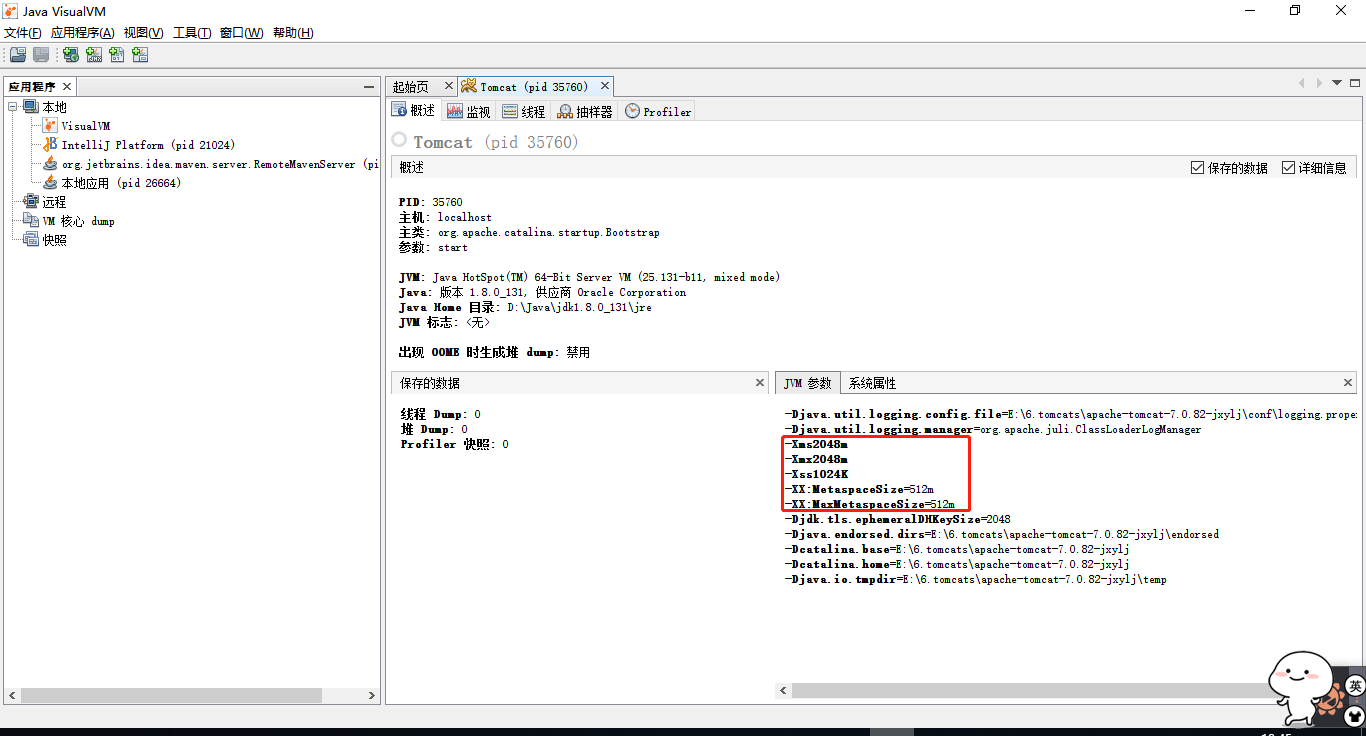 Java VisualVM
文件(F) 应用程序(A) 视图(V) 工具(T) 窗口(W) 帮助(H)
应用程序
本地
VisualVM
IntelliJ Platform (pid 21024)
org.jetbrains.idea.maven.server.RemoteMavenServer (pi
本地应用 (pid 26664)
远程
VM 核心 dump
快照
起始页 Tomcat (pid 35760)
概述 监视 线程 抽样器 Profiler
Tomcat (pid 35760)
概述 保存的数据 详细信息
PID: 35760
主机: localhost
主类: org.apache.catalina.startup.Bootstrap
参数: start
JVM: Java HotSpot(TM) 64-Bit Server VM (25.131-b11, mixed mode)
Java: 版本 1.8.0_131, 供应商 Oracle Corporation
Java Home 目录: D:\Java\jdk1.8.0_131\jre
JVM 标志: <无>
出现 OOME 时生成堆 dump: 禁用
保存的数据
线程 Dump: 0
堆 Dump: 0
Profiler 快照: 0
JVM 参数 系统属性
-Djava.util.logging.config.file=E:\6.tomcats\apache-tomcat-7.0.82-jxylj\conf\logging.proper
-Djava.util.logging.manager=org.apache.juli.ClassLoaderLogManager
-Xms2048m
-Xmx2048m
-Xss1024K
-XX:MetaspaceSize=512m
-XX:MaxMetaspaceSize=512m
-Djdk.tls.ephemeralDHKeySize=2048
-Djava.endorsed.dirs=E:\6.tomcats\apache-tomcat-7.0.82-jxylj\endorsed
-Dcatalina.base=E:\6.tomcats\apache-tomcat-7.0.82-jxylj
-Dcatalina.home=E:\6.tomcats\apache-tomcat-7.0.82-jxylj
-Djava.io.tmpdir=E:\6.tomcats\apache-tomcat-7.0.82-jxylj\temp
英